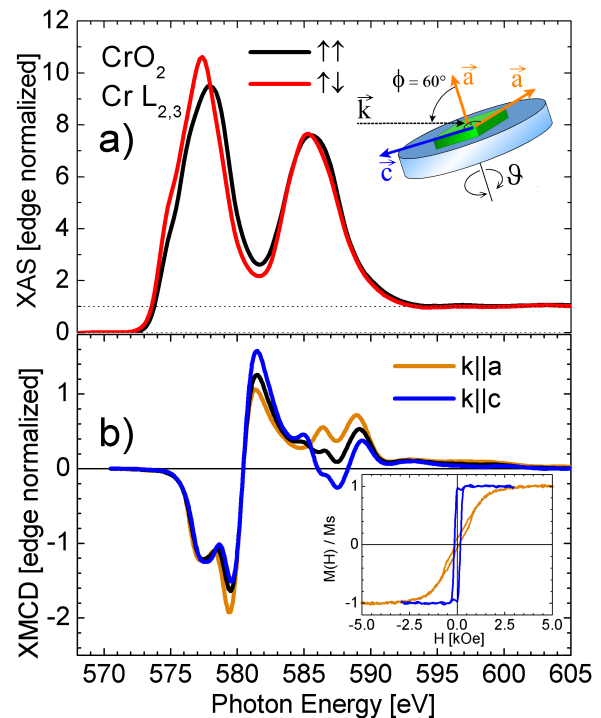 CrO2
Cr L2,3
↑↑
↑↓
a)
ϕ = 60°
a
a
k
c
ϑ
XAS [edge normalized]
12
10
8
6
4
2
0
k||a
k||c
b)
XMCD [edge normalized]
1
0
-1
-2
M(H) / Ms
1
0
-1
-5.0 -2.5 0.0 2.5 5.0
H [kOe]
570 575 580 585 590 595 600 605
Photon Energy [eV]